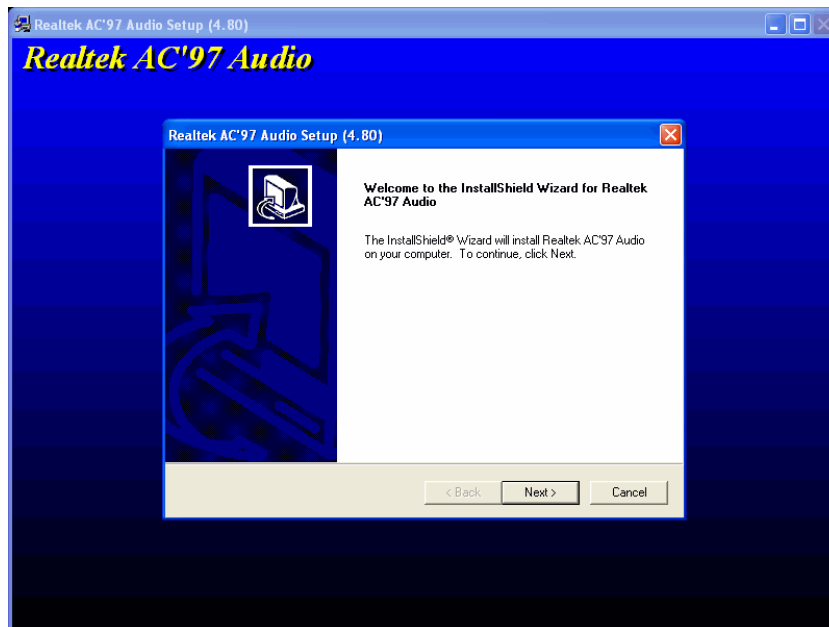 Realtek AC'97 Audio Setup (4.80)
Realtek AC'97 Audio
Realtek AC'97 Audio Setup (4.80)
Welcome to the InstallShield Wizard for Realtek
AC'97 Audio
The InstallShield® Wizard will install Realtek AC'97 Audio
on your computer. To continue, click Next.
< Back Next > Cancel